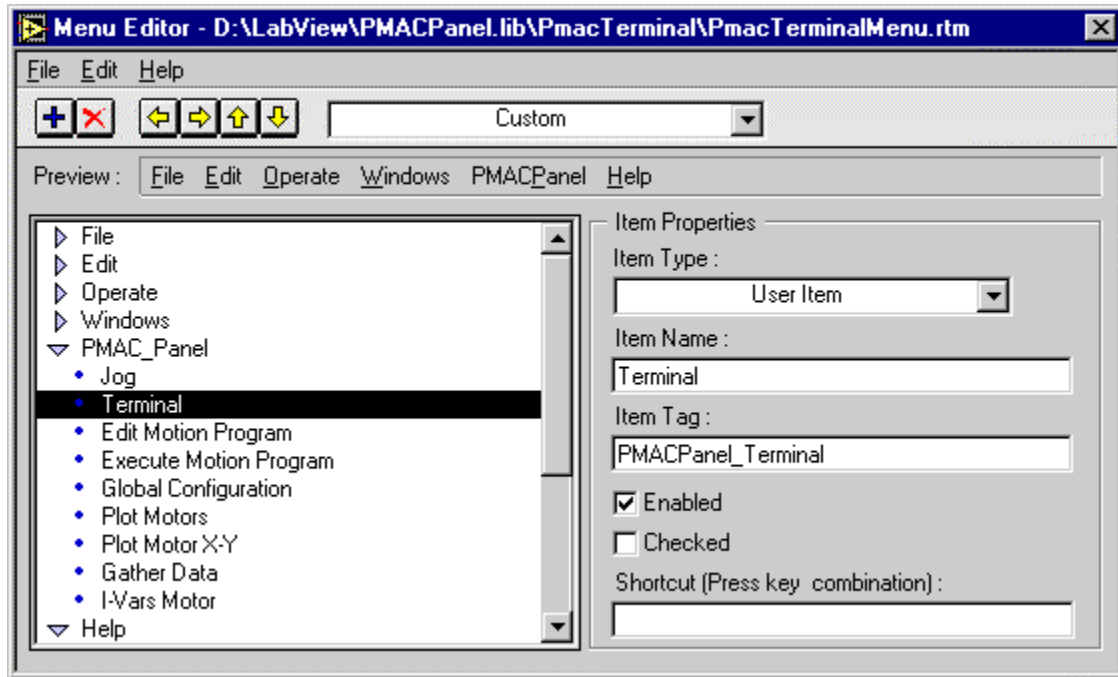 Menu Editor - D:\LabView\PMACPanel.lib\PmacTerminal\PmacTerminalMenu.rtm
File Edit Help
Custom
Preview : File Edit Operate Windows PMACPanel Help
File
Edit
Operate
Windows
PMAC_Panel
Jog
Terminal
Edit Motion Program
Execute Motion Program
Global Configuration
Plot Motors
Plot Motor X-Y
Gather Data
I-Vars Motor
Help
Item Properties
Item Type :
User Item
Item Name :
Terminal
Item Tag :
PMACPanel_Terminal
Enabled
Checked
Shortcut (Press key combination) :